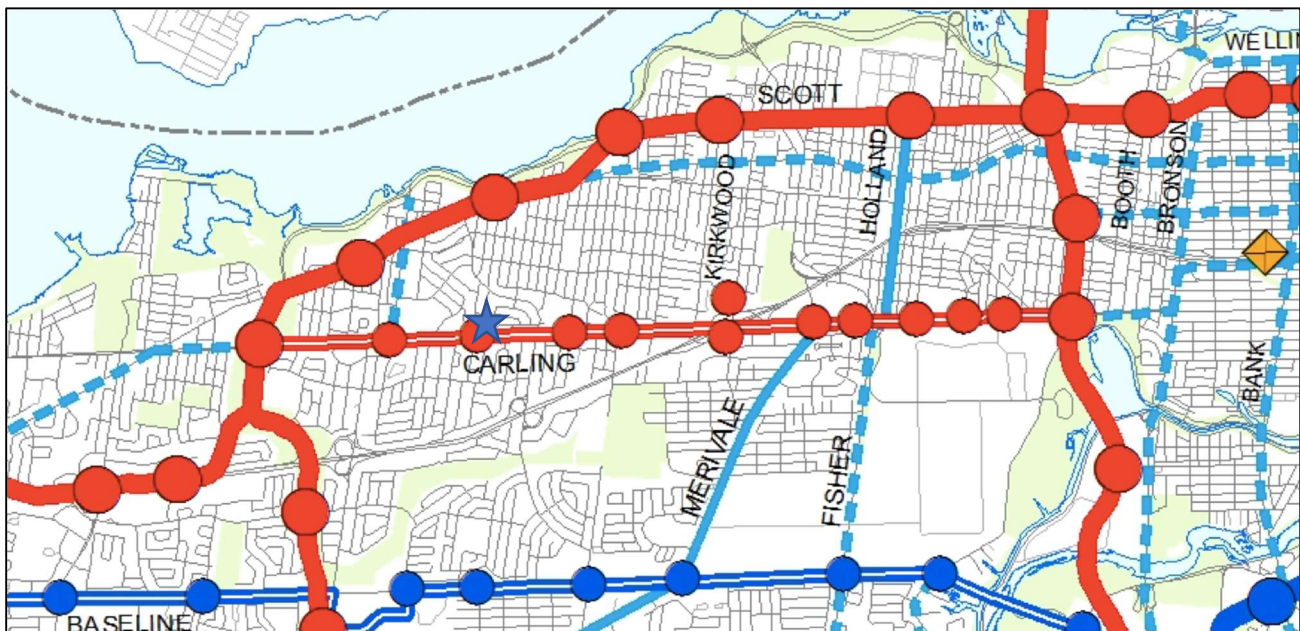 WELLIN
SCOTT
KIRKWOOD
HOLLAND
BOOTH
BRONSON
CARLING
BANK
MERIVALE
FISHER
BASELINE